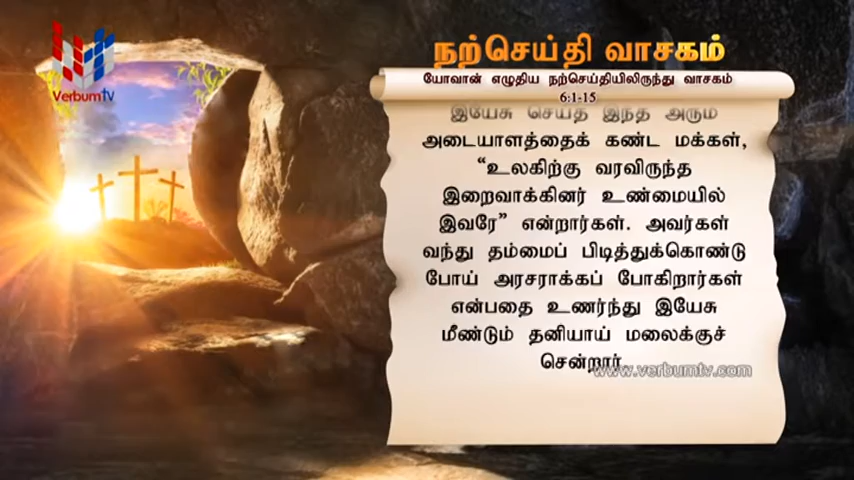 VerbumTV
நற்செய்தி வாசகம்
யோவான் எழுதிய நற்செய்தியிலிருந்து வாசகம்
6:1-15
இயேசு செய்த இந்த அரும்
அடையாளத்தைக் கண்ட மக்கள்,
“உலகிற்கு வரவிருந்த
இறைவாக்கினர் உண்மையில்
இவரே” என்றார்கள். அவர்கள்
வந்து தம்மைப் பிடித்துக்கொண்டு
போய் அரசராக்கப் போகிறார்கள்
என்பதை உணர்ந்து இயேசு
மீண்டும் தனியாய் மலைக்குச்
சென்றார்
www.verbumtv.com